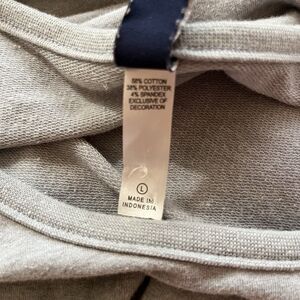 58% COTTON
38% POLYESTER
4% SPANDEX
EXCLUSIVE OF
DECORATION
L
MADE IN
INDONESIA